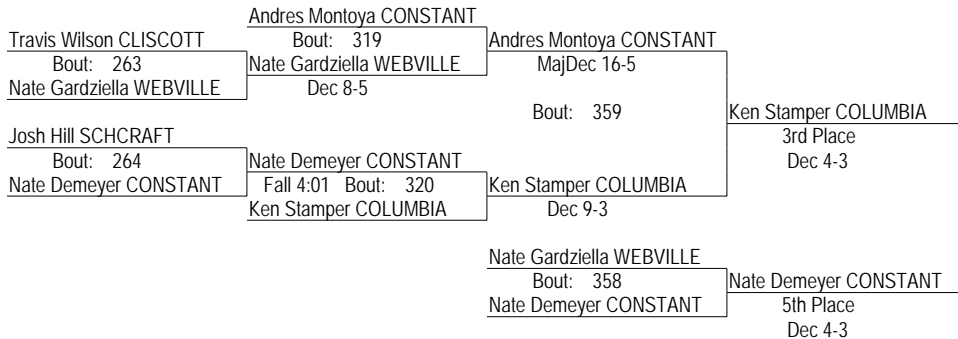 Andres Montoya CONSTANT
Travis Wilson CLISCOTT
Bout: 319
Andres Montoya CONSTANT
Bout: 263
Nate Gardziella WEBVILLE
MajDec 16-5
Nate Gardziella WEBVILLE
Dec 8-5
Bout: 359
Ken Stamper COLUMBIA
Josh Hill SCHCRAFT
3rd Place
Bout: 264
Nate Demeyer CONSTANT
Dec 4-3
Nate Demeyer CONSTANT
Fall 4:01 Bout: 320
Ken Stamper COLUMBIA
Ken Stamper COLUMBIA
Dec 9-3
Nate Gardziella WEBVILLE
Bout: 358
Nate Demeyer CONSTANT
Nate Demeyer CONSTANT
5th Place
Dec 4-3